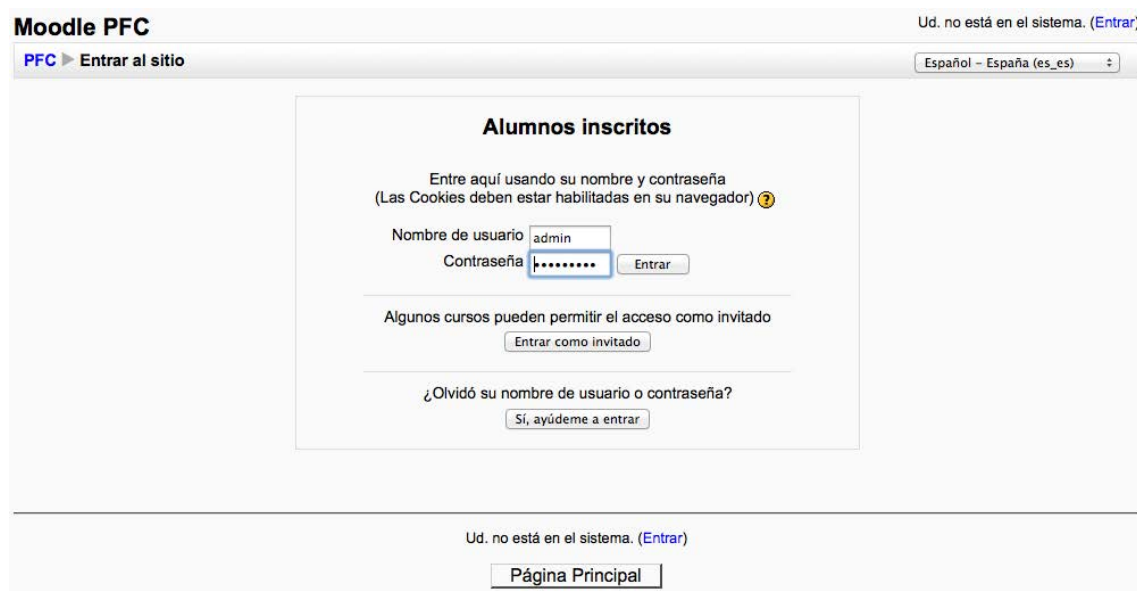 Moodle PFC
Ud. no está en el sistema. (Entrar)
PFC ▶ Entrar al sitio
Español - España (es_es)
Alumnos inscritos
Entre aquí usando su nombre y contraseña
(Las Cookies deben estar habilitadas en su navegador) ?
Nombre de usuario admin
Contraseña ••••••••• Entrar
Algunos cursos pueden permitir el acceso como invitado
Entrar como invitado
¿Olvidó su nombre de usuario o contraseña?
Sí, ayúdeme a entrar
Ud. no está en el sistema. (Entrar)
Página Principal